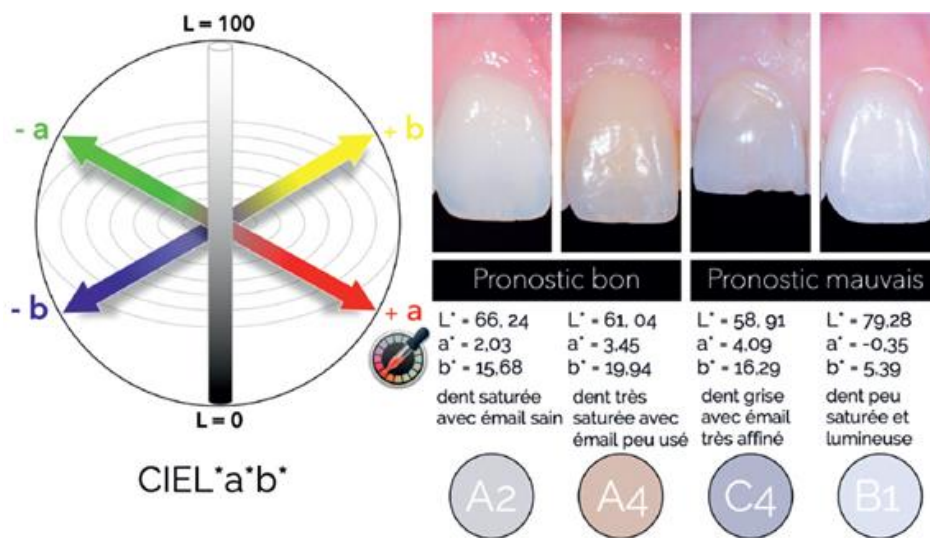 L = 100
- a
+ b
- b
+ a
L = 0
CIEL*a*b*
Pronostic bon
Pronostic mauvais
L* = 66, 24
a* = 2,03
b* = 15,68
dent saturée
avec émail sain
L* = 61, 04
a* = 3,45
b* = 19,94
dent très
saturée avec
émail peu usé
L* = 58, 91
a* = 4,09
b* = 16,29
dent grise
avec émail
très affiné
L* = 79,28
a* = -0,35
b* = 5,39
dent peu
saturée et
lumineuse
A2
A4
C4
B1